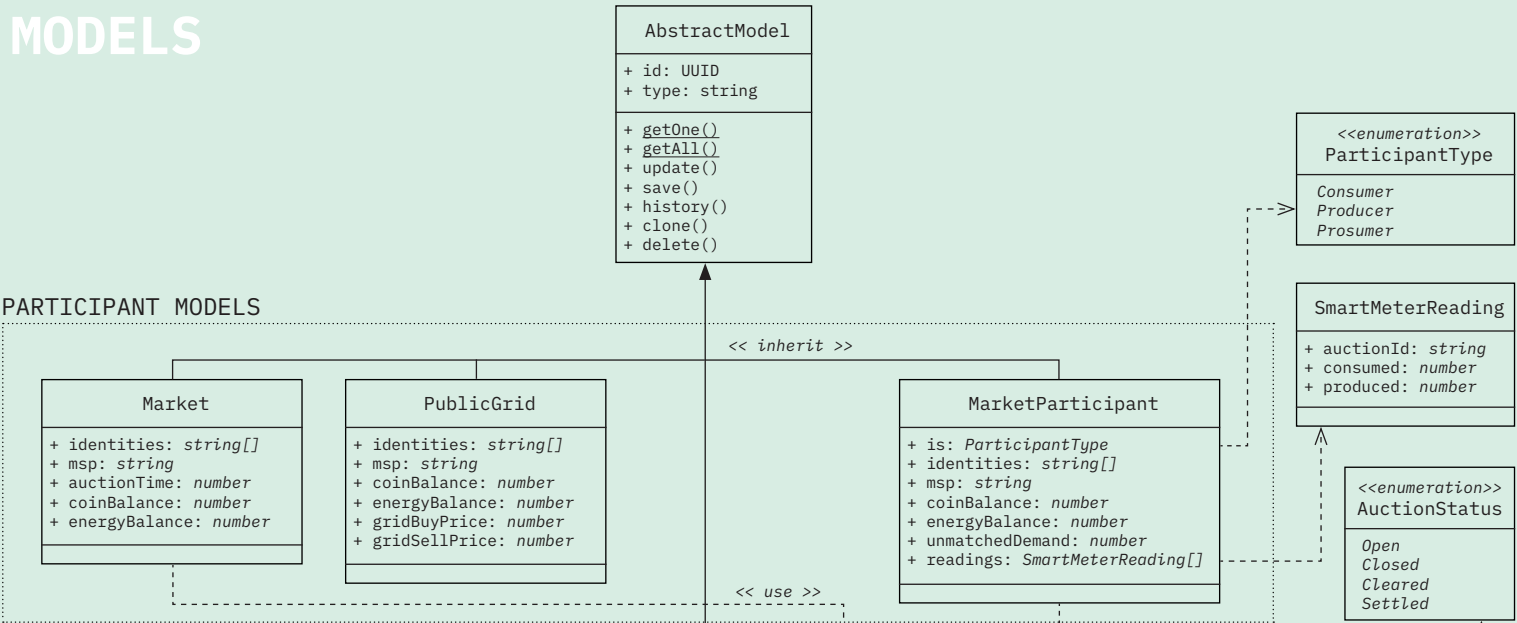 MODELS
AbstractModel
+ id: UUID
+ type: string
+ getOne()
+ getAll()
+ update()
+ save()
+ history()
+ clone()
+ delete()
<<enumeration>>
ParticipantType
Consumer
Producer
Prosumer
PARTICIPANT MODELS
<< inherit >>
SmartMeterReading
+ auctionId: string
+ consumed: number
+ produced: number
Market
+ identities: string[]
+ msp: string
+ auctionTime: number
+ coinBalance: number
+ energyBalance: number
PublicGrid
+ identities: string[]
+ msp: string
+ coinBalance: number
+ energyBalance: number
+ gridBuyPrice: number
+ gridSellPrice: number
MarketParticipant
+ is: ParticipantType
+ identities: string[]
+ msp: string
+ coinBalance: number
+ energyBalance: number
+ unmatchedDemand: number
+ readings: SmartMeterReading[]
<<enumeration>>
AuctionStatus
Open
Closed
Cleared
Settled
<< use >>